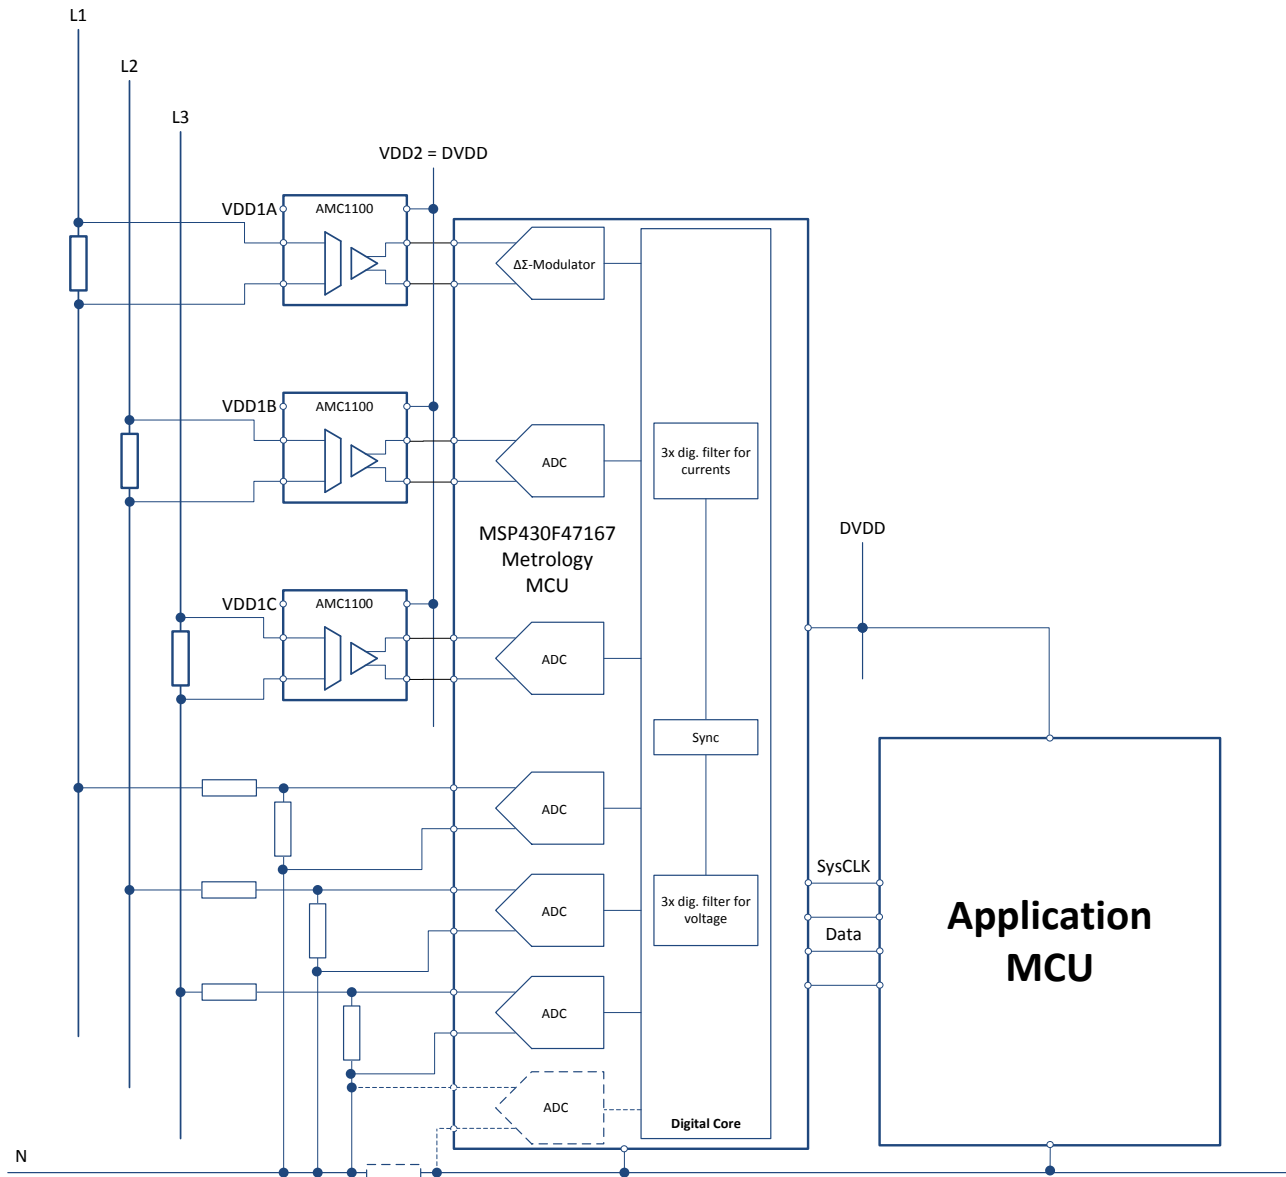 L1
L2
L3
VDD2 = DVDD
VDD1A
AMC1100
ΔΣ-Modulator
VDD1B
AMC1100
ADC
3x dig. filter for
currents
MSP430F47167
Metrology
MCU
DVDD
VDD1C
AMC1100
ADC
Sync
ADC
SysCLK
3x dig. filter for
voltage
ADC
Data
Application
MCU
ADC
ADC
Digital Core
N